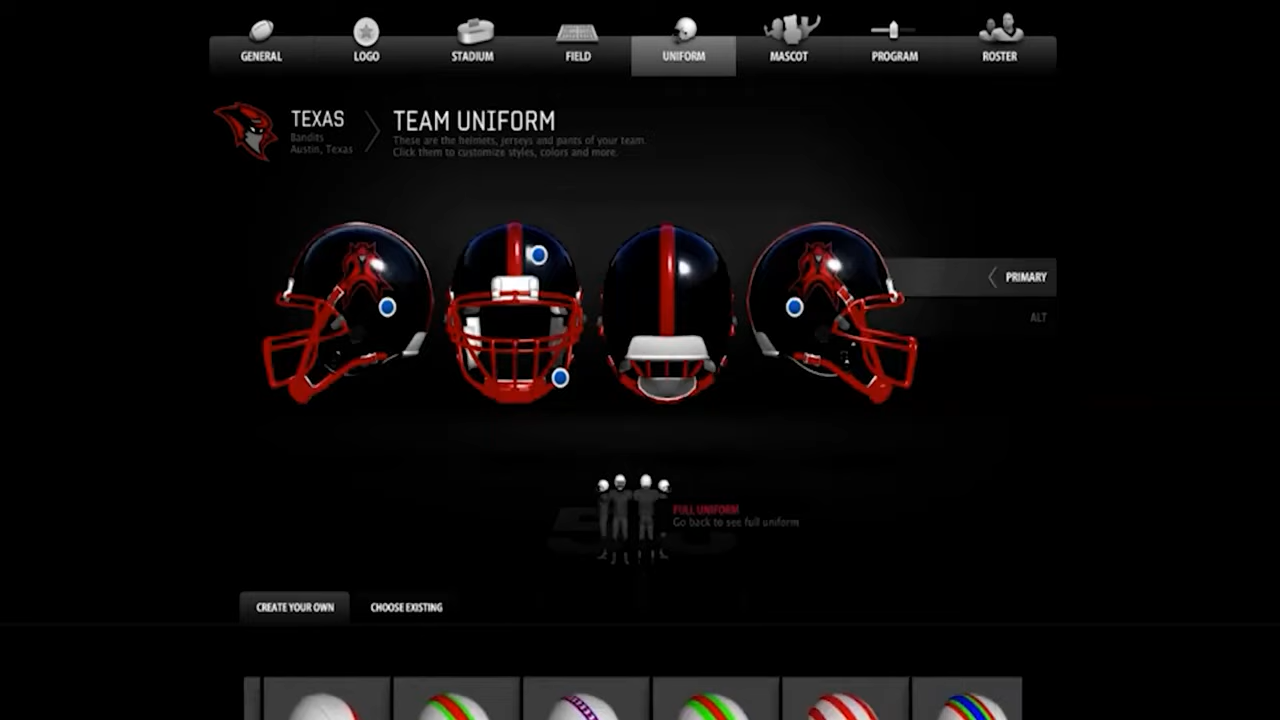 GENERAL
LOGO
STADIUM
FIELD
UNIFORM
MASCOT
PROGRAM
ROSTER
TEXAS
Bandits
Austin, Texas
TEAM UNIFORM
These are the helmets, jerseys and pants of your team.
Click them to customize styles, colors and more.
PRIMARY
ALT
FULL UNIFORM
Go back to see full uniform
CREATE YOUR OWN
CHOOSE EXISTING